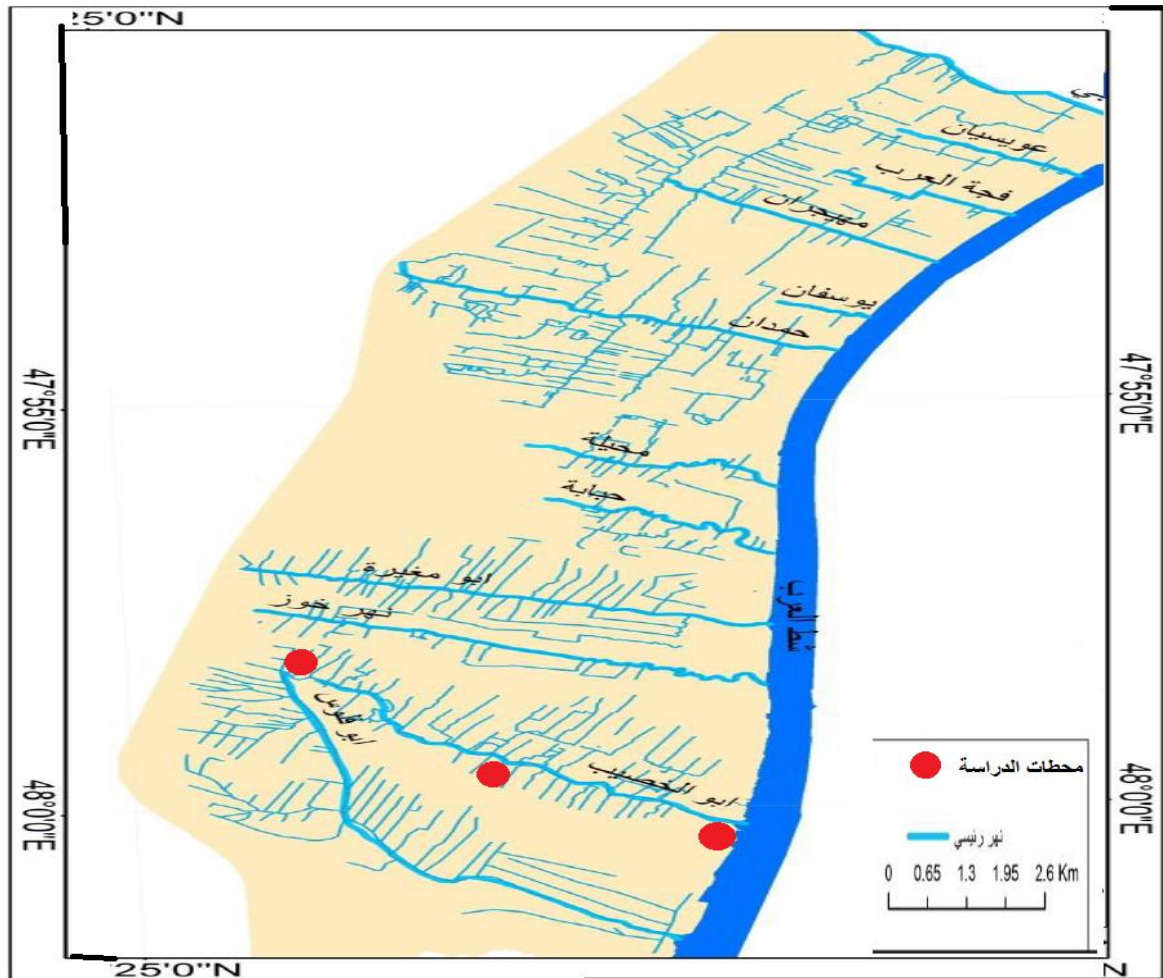 25'0"N
بي
عويسيان
فجة العرب
مهيجران
يوسفان
حمدان
47°55'0"E
47°55'0"E
محيلة
حبابة
ابو مغيرة
نهر خوز
شط العرب
ابو فلوس
ابو الخصيب
محطات الدراسة
نهر رئيسي
0 0.65 1.3 1.95 2.6 Km
48°0'0"E
48°0'0"E
25'0"N